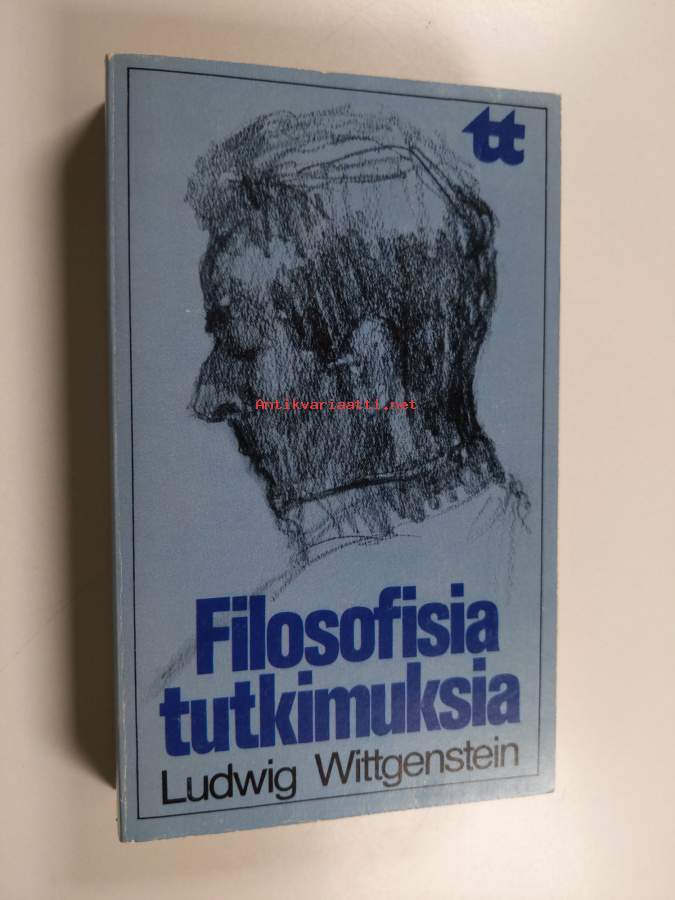 tt
Antikvariaatti.net
Filosofisia
tutkimuksia
Ludwig Wittgenstein